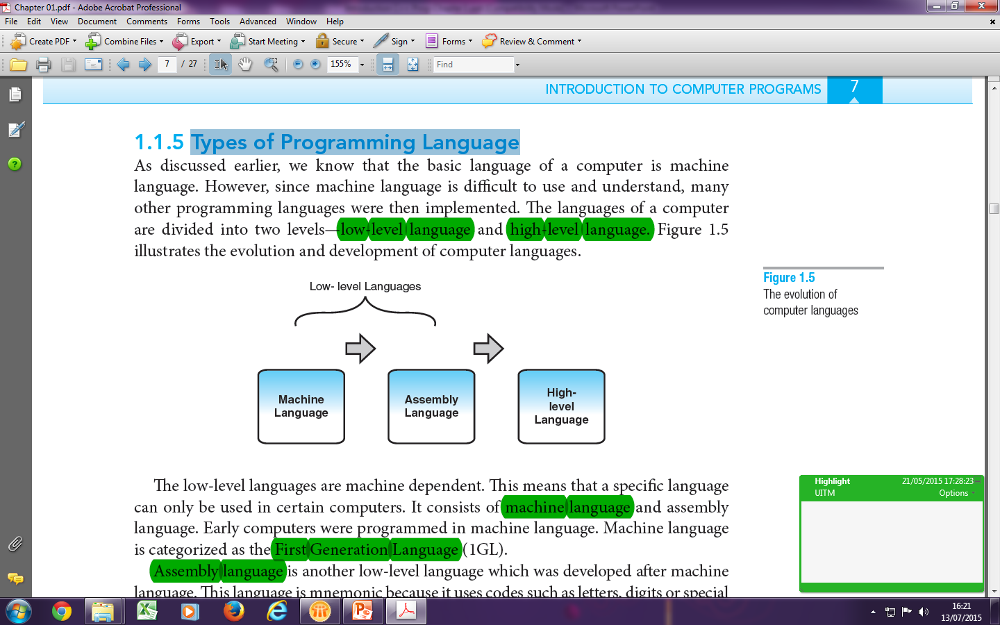 Chapter 01.pdf - Adobe Acrobat Professional
File Edit View Document Comments Forms Tools Advanced Window Help
Create PDF Combine Files Export Start Meeting Secure Sign Forms Review & Comment
7 / 27 155% Find
INTRODUCTION TO COMPUTER PROGRAMS 7
1.1.5 Types of Programming Language
As discussed earlier, we know that the basic language of a computer is machine
language. However, since machine language is difficult to use and understand, many
other programming languages were then implemented. The languages of a computer
are divided into two levels—low-level language and high-level language. Figure 1.5
illustrates the evolution and development of computer languages.
Figure 1.5
The evolution of
computer languages
Low- level Languages
Machine
Language
Assembly
Language
High-
level
Language
The low-level languages are machine dependent. This means that a specific language
can only be used in certain computers. It consists of machine language and assembly
language. Early computers were programmed in machine language. Machine language
is categorized as the First Generation Language (1GL).
Assembly language is another low-level language which was developed after machine
language. This language is mnemonic because it uses codes such as letters, digits or special
Highlight 21/05/2015 17:28:23
UITM Options
16:21
13/07/2015